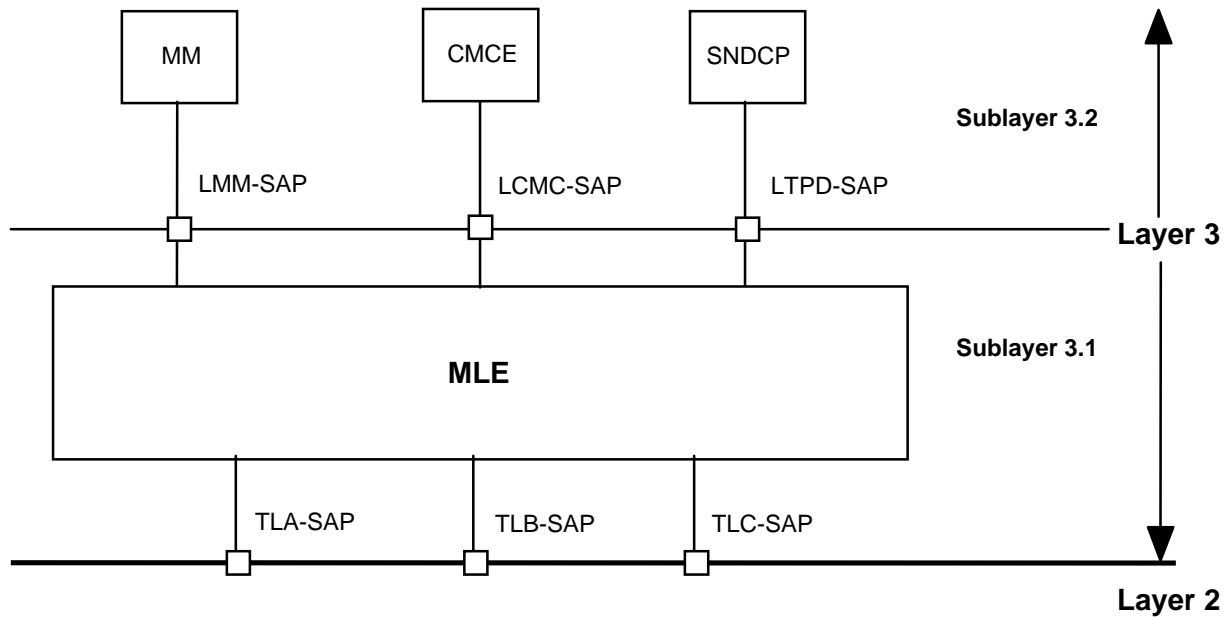 MM
CMCE
SNDCP
Sublayer 3.2
LMM-SAP
LCMC-SAP
LTPD-SAP
Layer 3
Sublayer 3.1
MLE
TLA-SAP
TLB-SAP
TLC-SAP
Layer 2